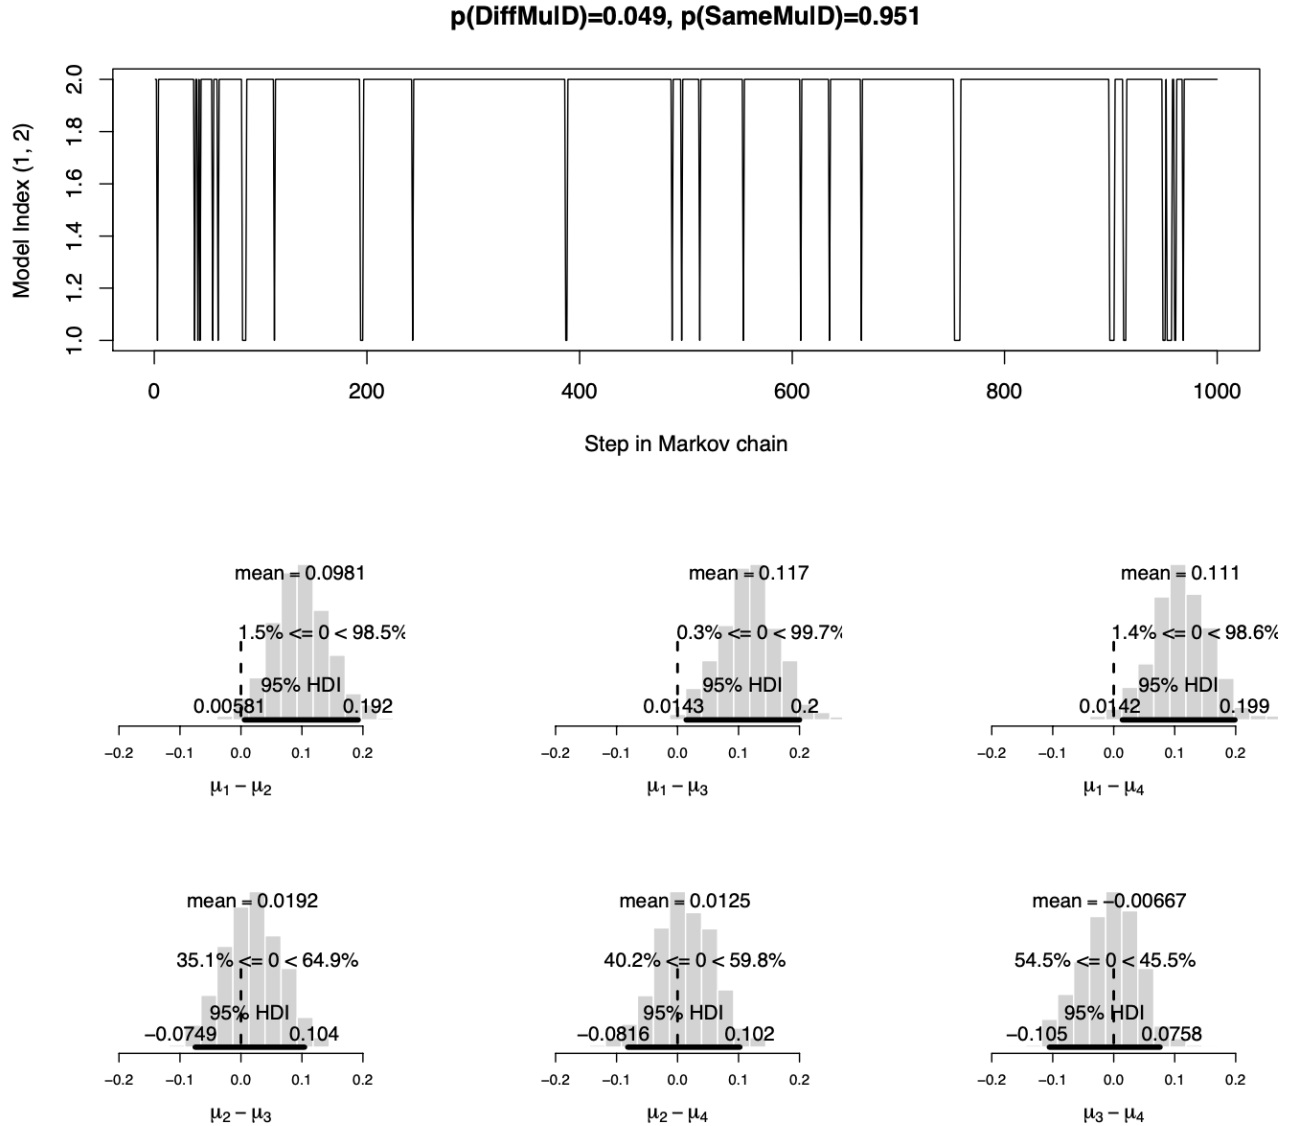 p(DiffMu|D)=0.049, p(SameMu|D)=0.951
Model Index (1, 2)
2.0
1.8
1.6
1.4
1.2
1.0
0 200 400 600 800 1000
Step in Markov chain
mean = 0.0981
1.5% <= 0 < 98.5%
95% HDI
0.00581 0.192
−0.2 −0.1 0.0 0.1 0.2
μ1 − μ2
mean = 0.117
0.3% <= 0 < 99.7%
95% HDI
0.0143 0.2
−0.2 −0.1 0.0 0.1 0.2
μ1 − μ3
mean = 0.111
1.4% <= 0 < 98.6%
95% HDI
0.0142 0.199
−0.2 −0.1 0.0 0.1 0.2
μ1 − μ4
mean = 0.0192
35.1% <= 0 < 64.9%
95% HDI
−0.0749 0.104
−0.2 −0.1 0.0 0.1 0.2
μ2 − μ3
mean = 0.0125
40.2% <= 0 < 59.8%
95% HDI
−0.0816 0.102
−0.2 −0.1 0.0 0.1 0.2
μ2 − μ4
mean = −0.00667
54.5% <= 0 < 45.5%
95% HDI
−0.105 0.0758
−0.2 −0.1 0.0 0.1 0.2
μ3 − μ4